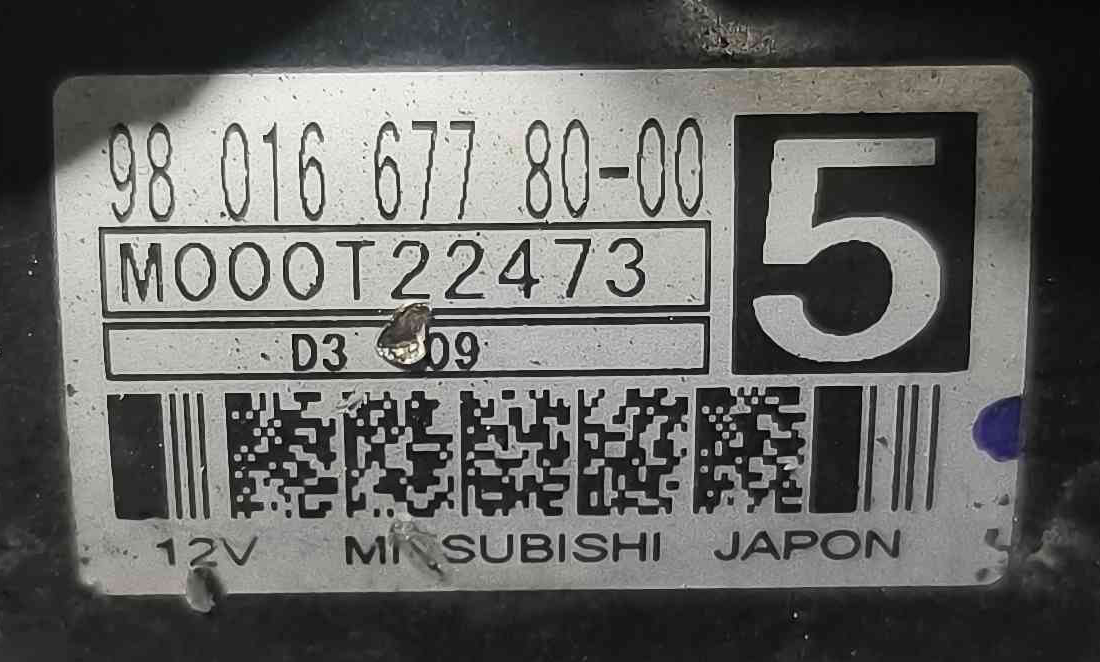 98 016 677 80-00
5
M000T22473
D3 09
12V MITSUBISHI JAPON